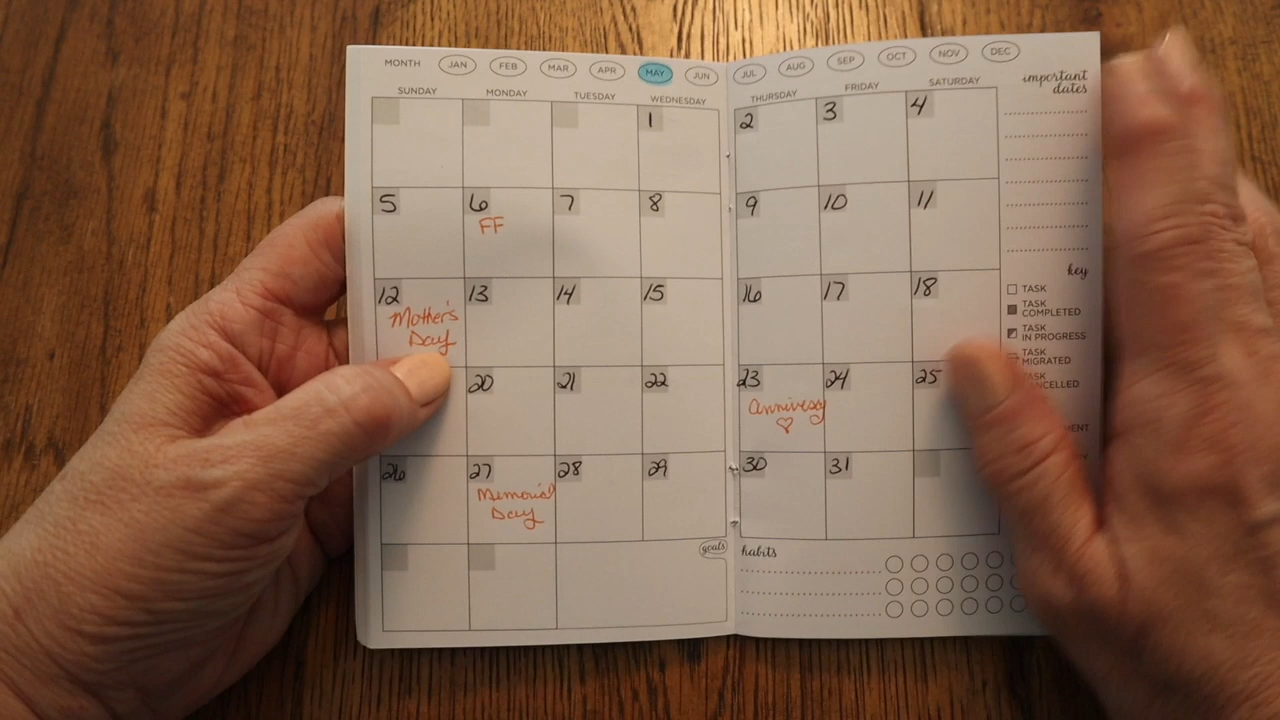 MONTH JAN FEB MAR APR MAY JUN JUL AUG SEP OCT NOV DEC
SUNDAY MONDAY TUESDAY WEDNESDAY THURSDAY FRIDAY SATURDAY
important
dates
1 2 3 4
5 6 7 8 9 10 11
FF
12 13 14 15 16 17 18
Mother's
Day
20 21 22 23 24 25
Annivesy
26 27 28 29 30 31
Memorial
Day
key
TASK
TASK
COMPLETED
TASK
IN PROGRESS
TASK
MIGRATED
goals
habits